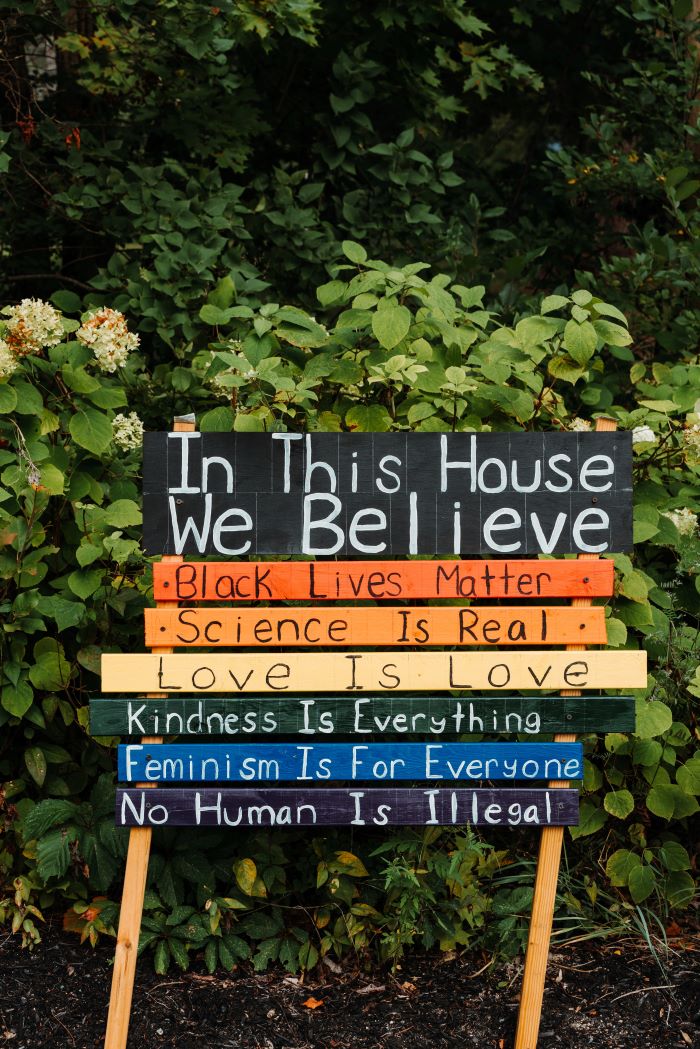 In This House
We Believe
Black Lives Matter
Science Is Real
Love Is Love
Kindness Is Everything
Feminism Is For Everyone
No Human Is Illegal